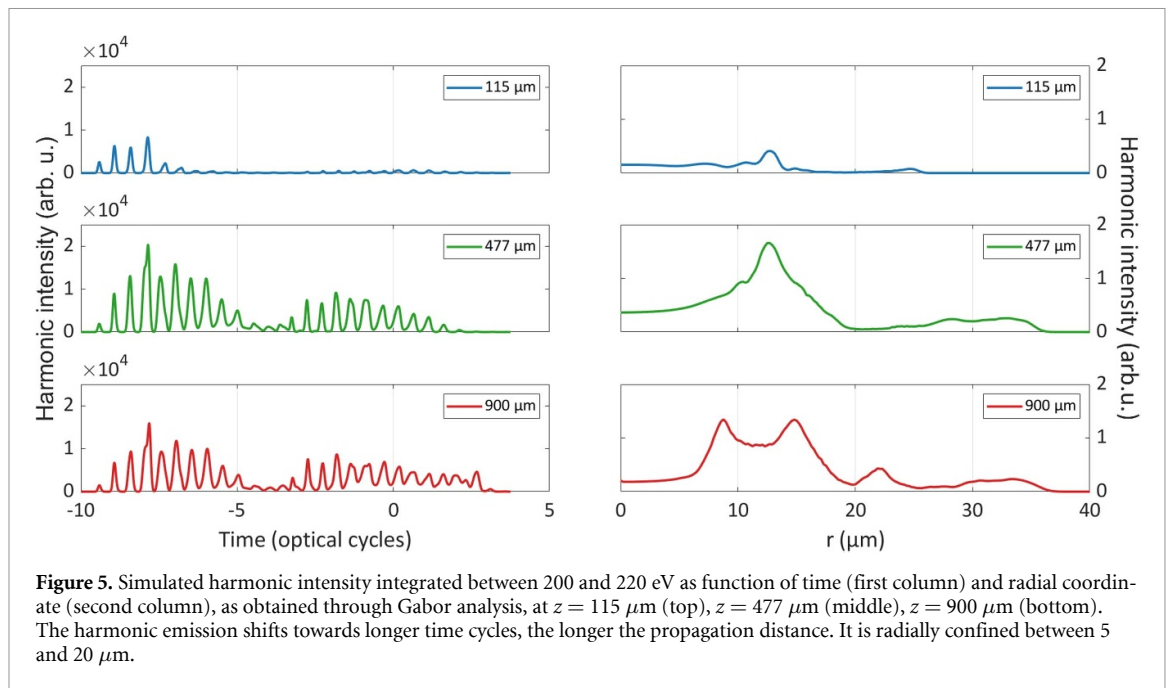 ×10⁴
2
1
0
115 μm
2
1
0
115 μm
×10⁴
2
1
0
477 μm
2
1
0
477 μm
×10⁴
2
1
0
900 μm
2
1
0
900 μm
Harmonic intensity (arb. u.)
Harmonic intensity (arb.u.)
-10 -5 0 5
0 10 20 30 40
Time (optical cycles)
r (μm)
Figure 5. Simulated harmonic intensity integrated between 200 and 220 eV as function of time (first column) and radial coordin-
ate (second column), as obtained through Gabor analysis, at z = 115 μm (top), z = 477 μm (middle), z = 900 μm (bottom).
The harmonic emission shifts towards longer time cycles, the longer the propagation distance. It is radially confined between 5
and 20 μm.